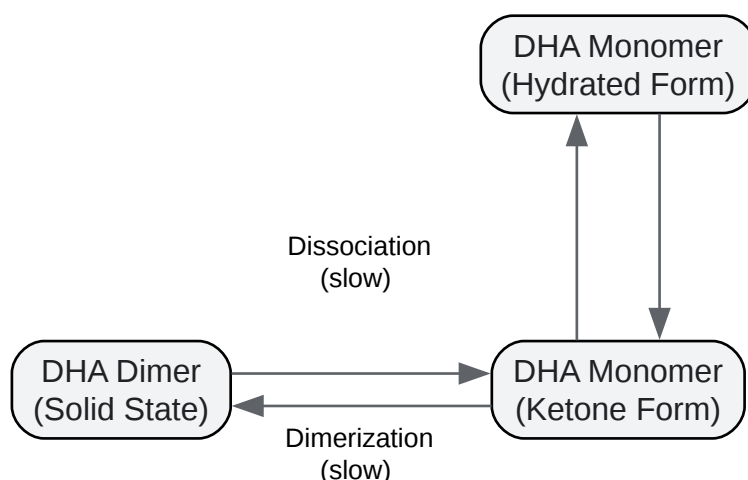 DHA Monomer
(Hydrated Form)
Dissociation
(slow)
DHA Dimer
(Solid State)
DHA Monomer
(Ketone Form)
Dimerization
(slow)